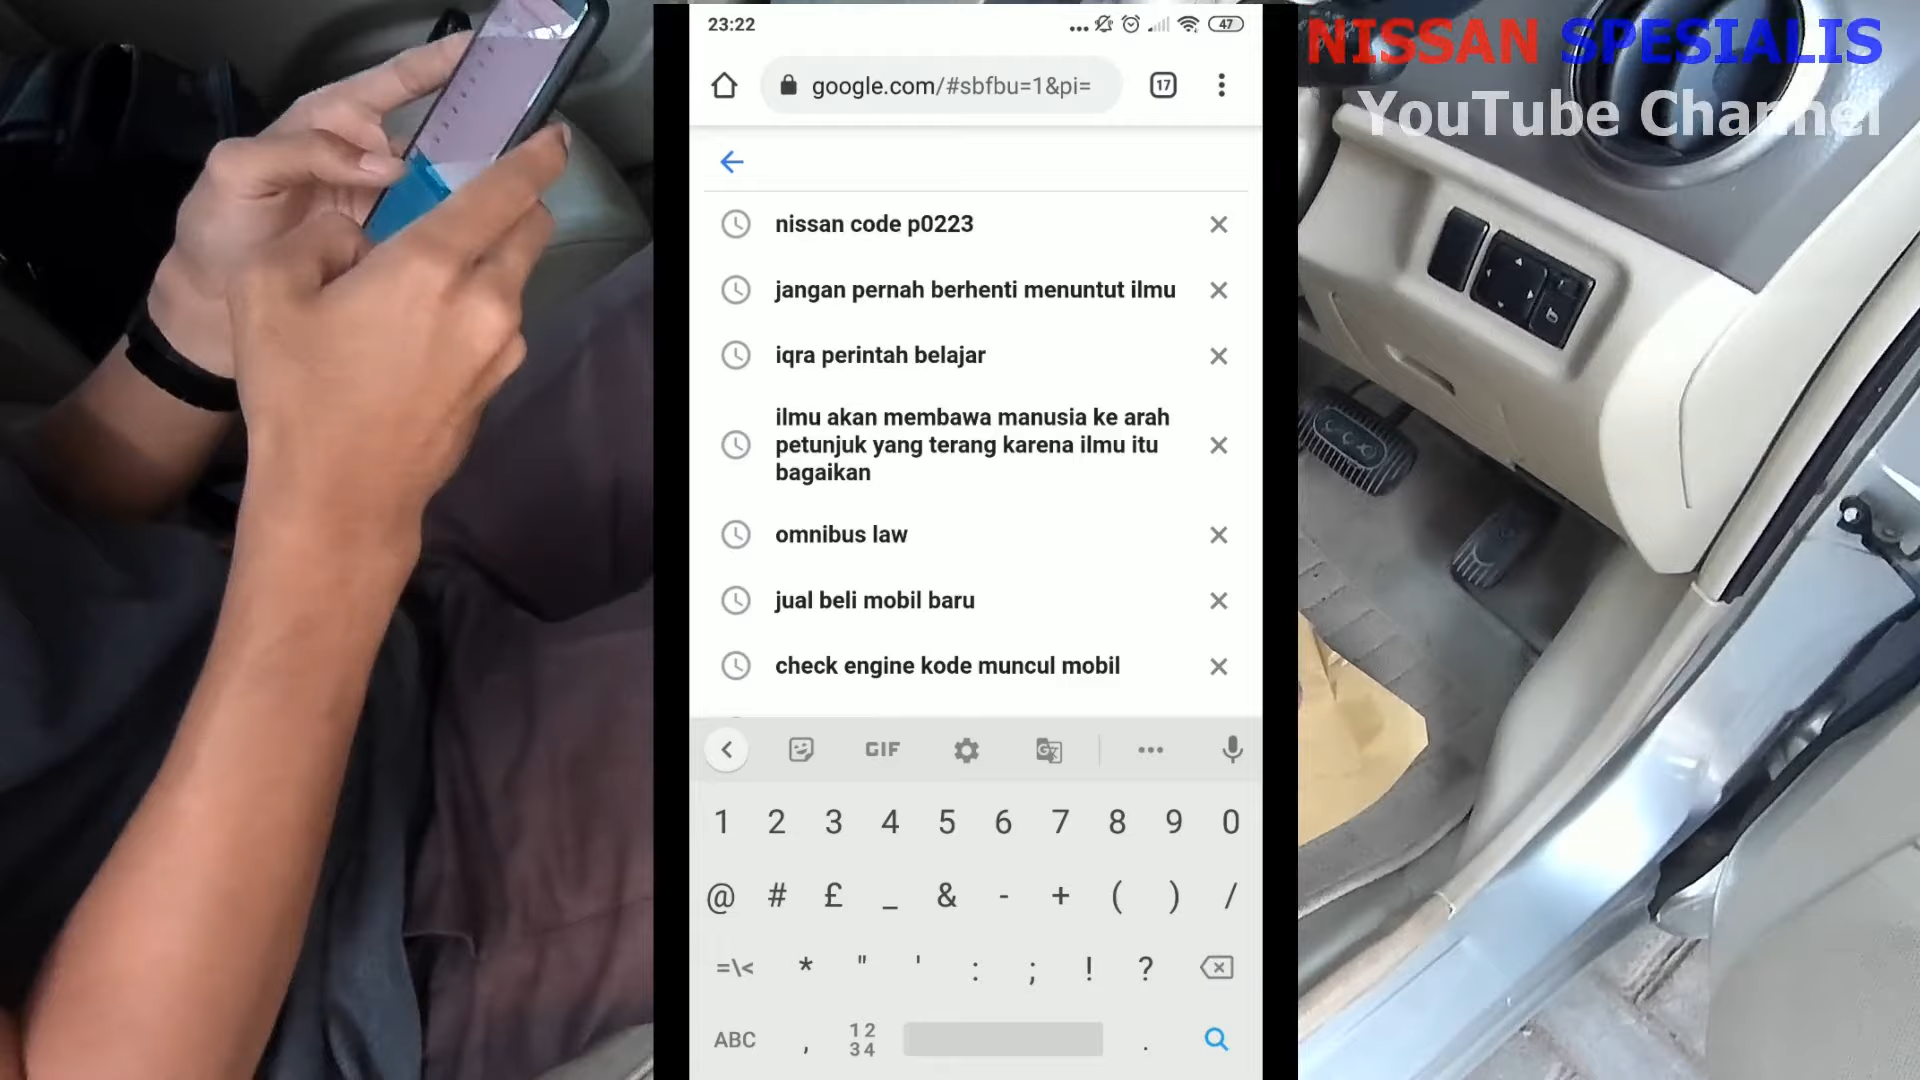 23:22
47
NISSAN SPESIALIS
YouTube Channel
google.com/#sbfbu=1&pi=
17
nissan code p0223
jangan pernah berhenti menuntut ilmu
iqra perintah belajar
ilmu akan membawa manusia ke arah
petunjuk yang terang karena ilmu itu
bagaikan
omnibus law
jual beli mobil baru
check engine kode muncul mobil
GIF
1 2 3 4 5 6 7 8 9 0
@ # £ _ & - + ( ) /
=\< * " ' : ; ! ?
ABC , 12 34 .